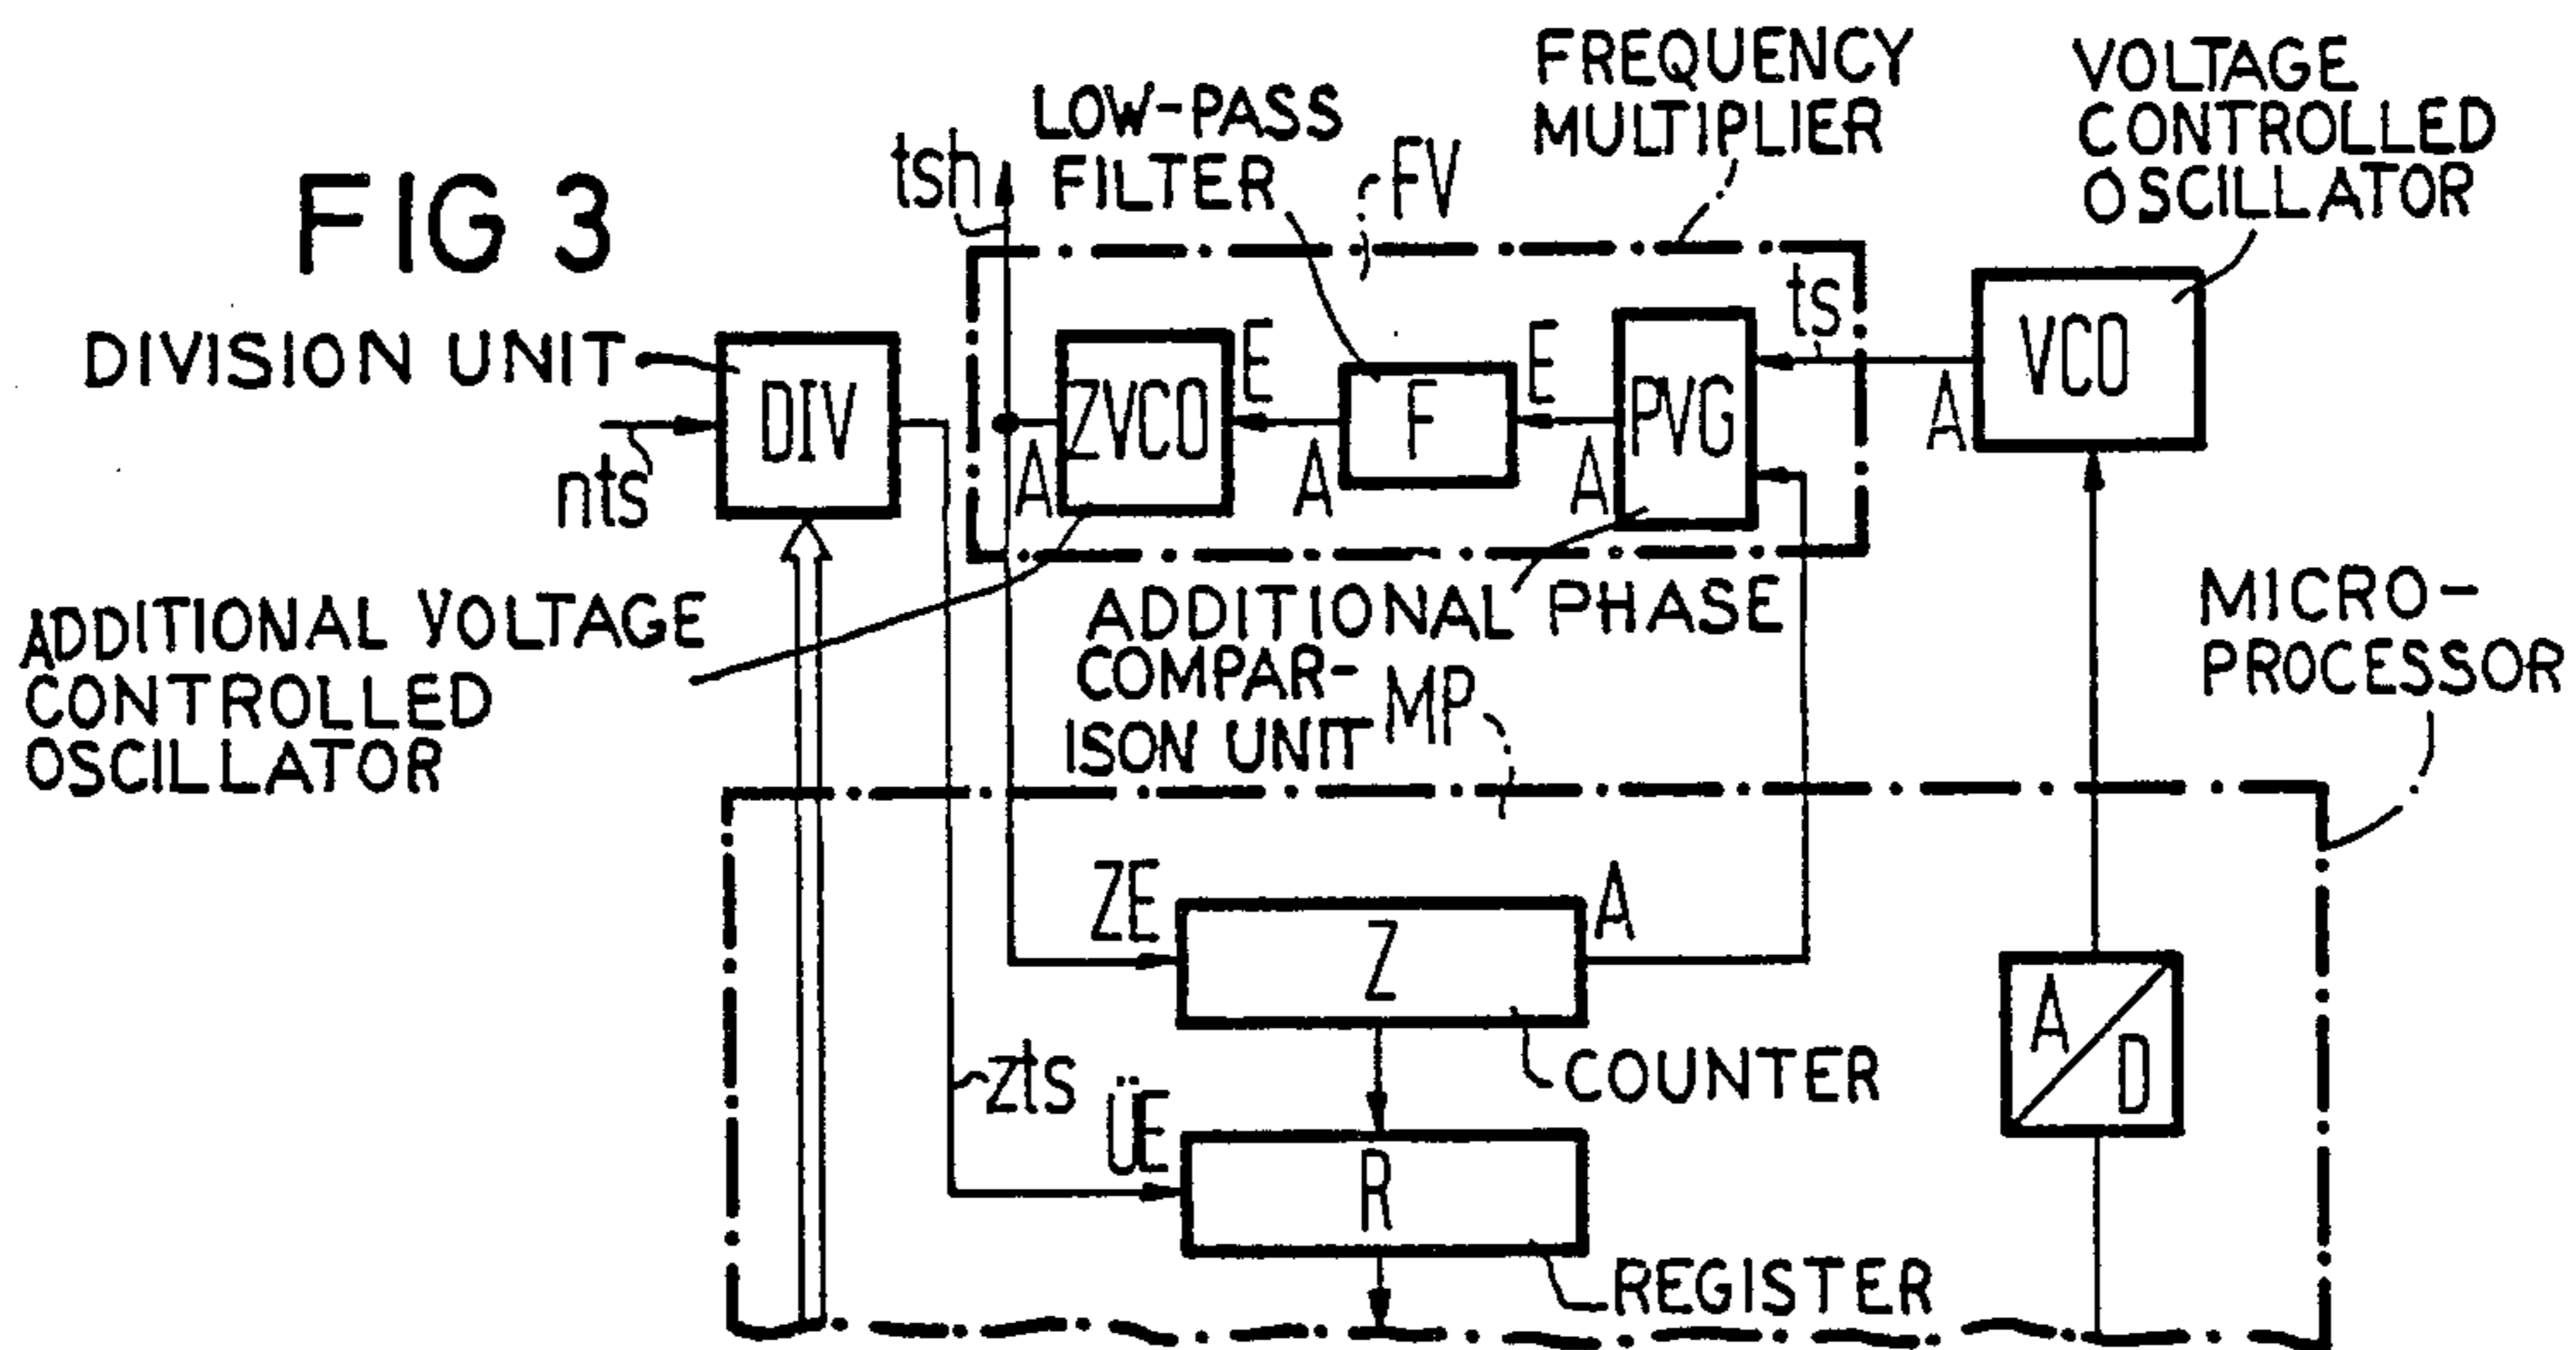 FIG 3
FREQUENCY
MULTIPLIER
VOLTAGE
CONTROLLED
OSCILLATOR
LOW-PASS
FILTER
tsh
FV
DIVISION UNIT
nts
DIV
A
ZVCO
E
A
F
E
A
PVG
ts
A
VCO
ADDITIONAL VOLTAGE
CONTROLLED
OSCILLATOR
ADDITIONAL PHASE
COMPAR-
ISON UNIT
MP
MICRO-
PROCESSOR
ZE
Z
A
COUNTER
zts
ÜE
R
REGISTER
A
D